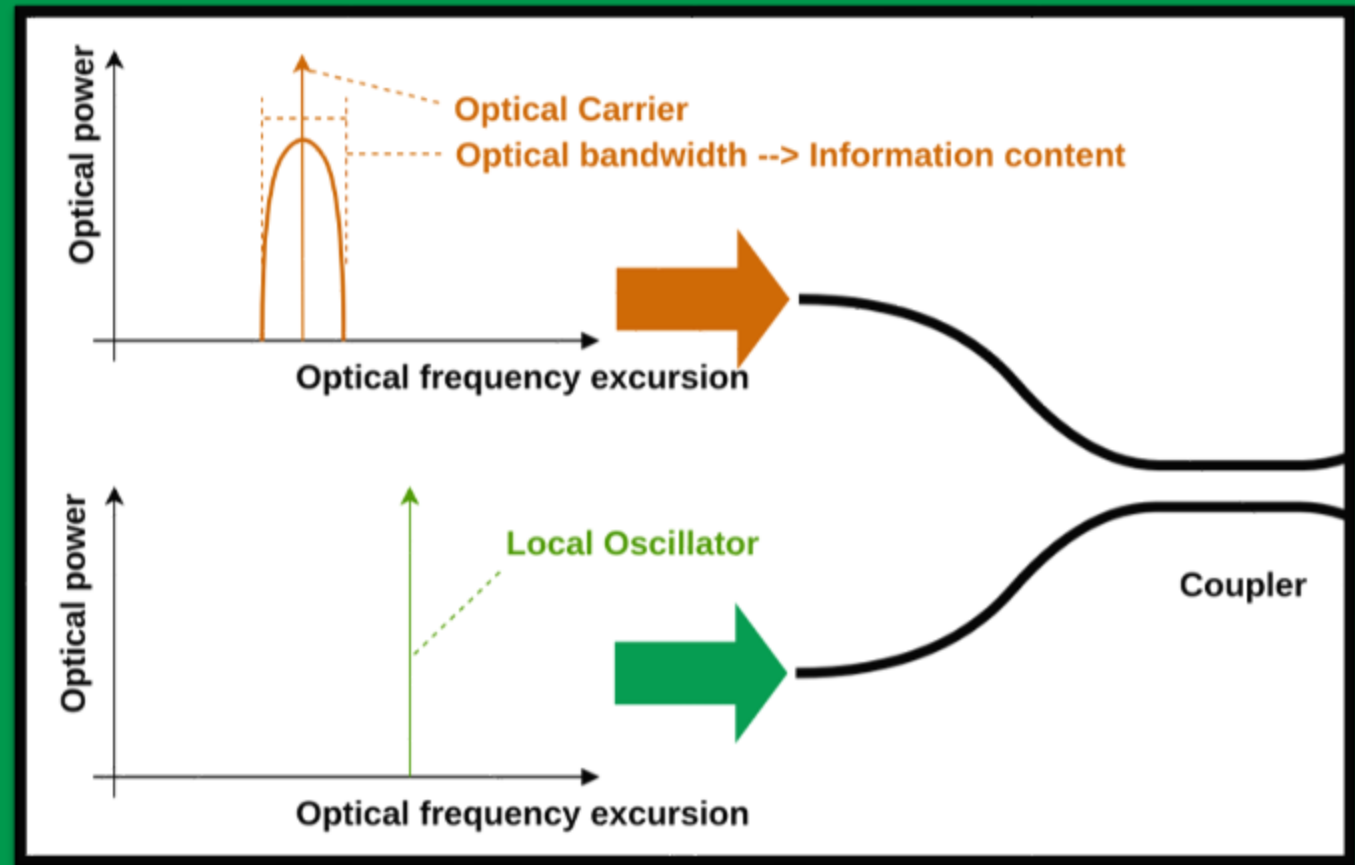 Optical power
Optical Carrier
Optical bandwidth --> Information content
Optical frequency excursion
Optical power
Local Oscillator
Coupler
Optical frequency excursion